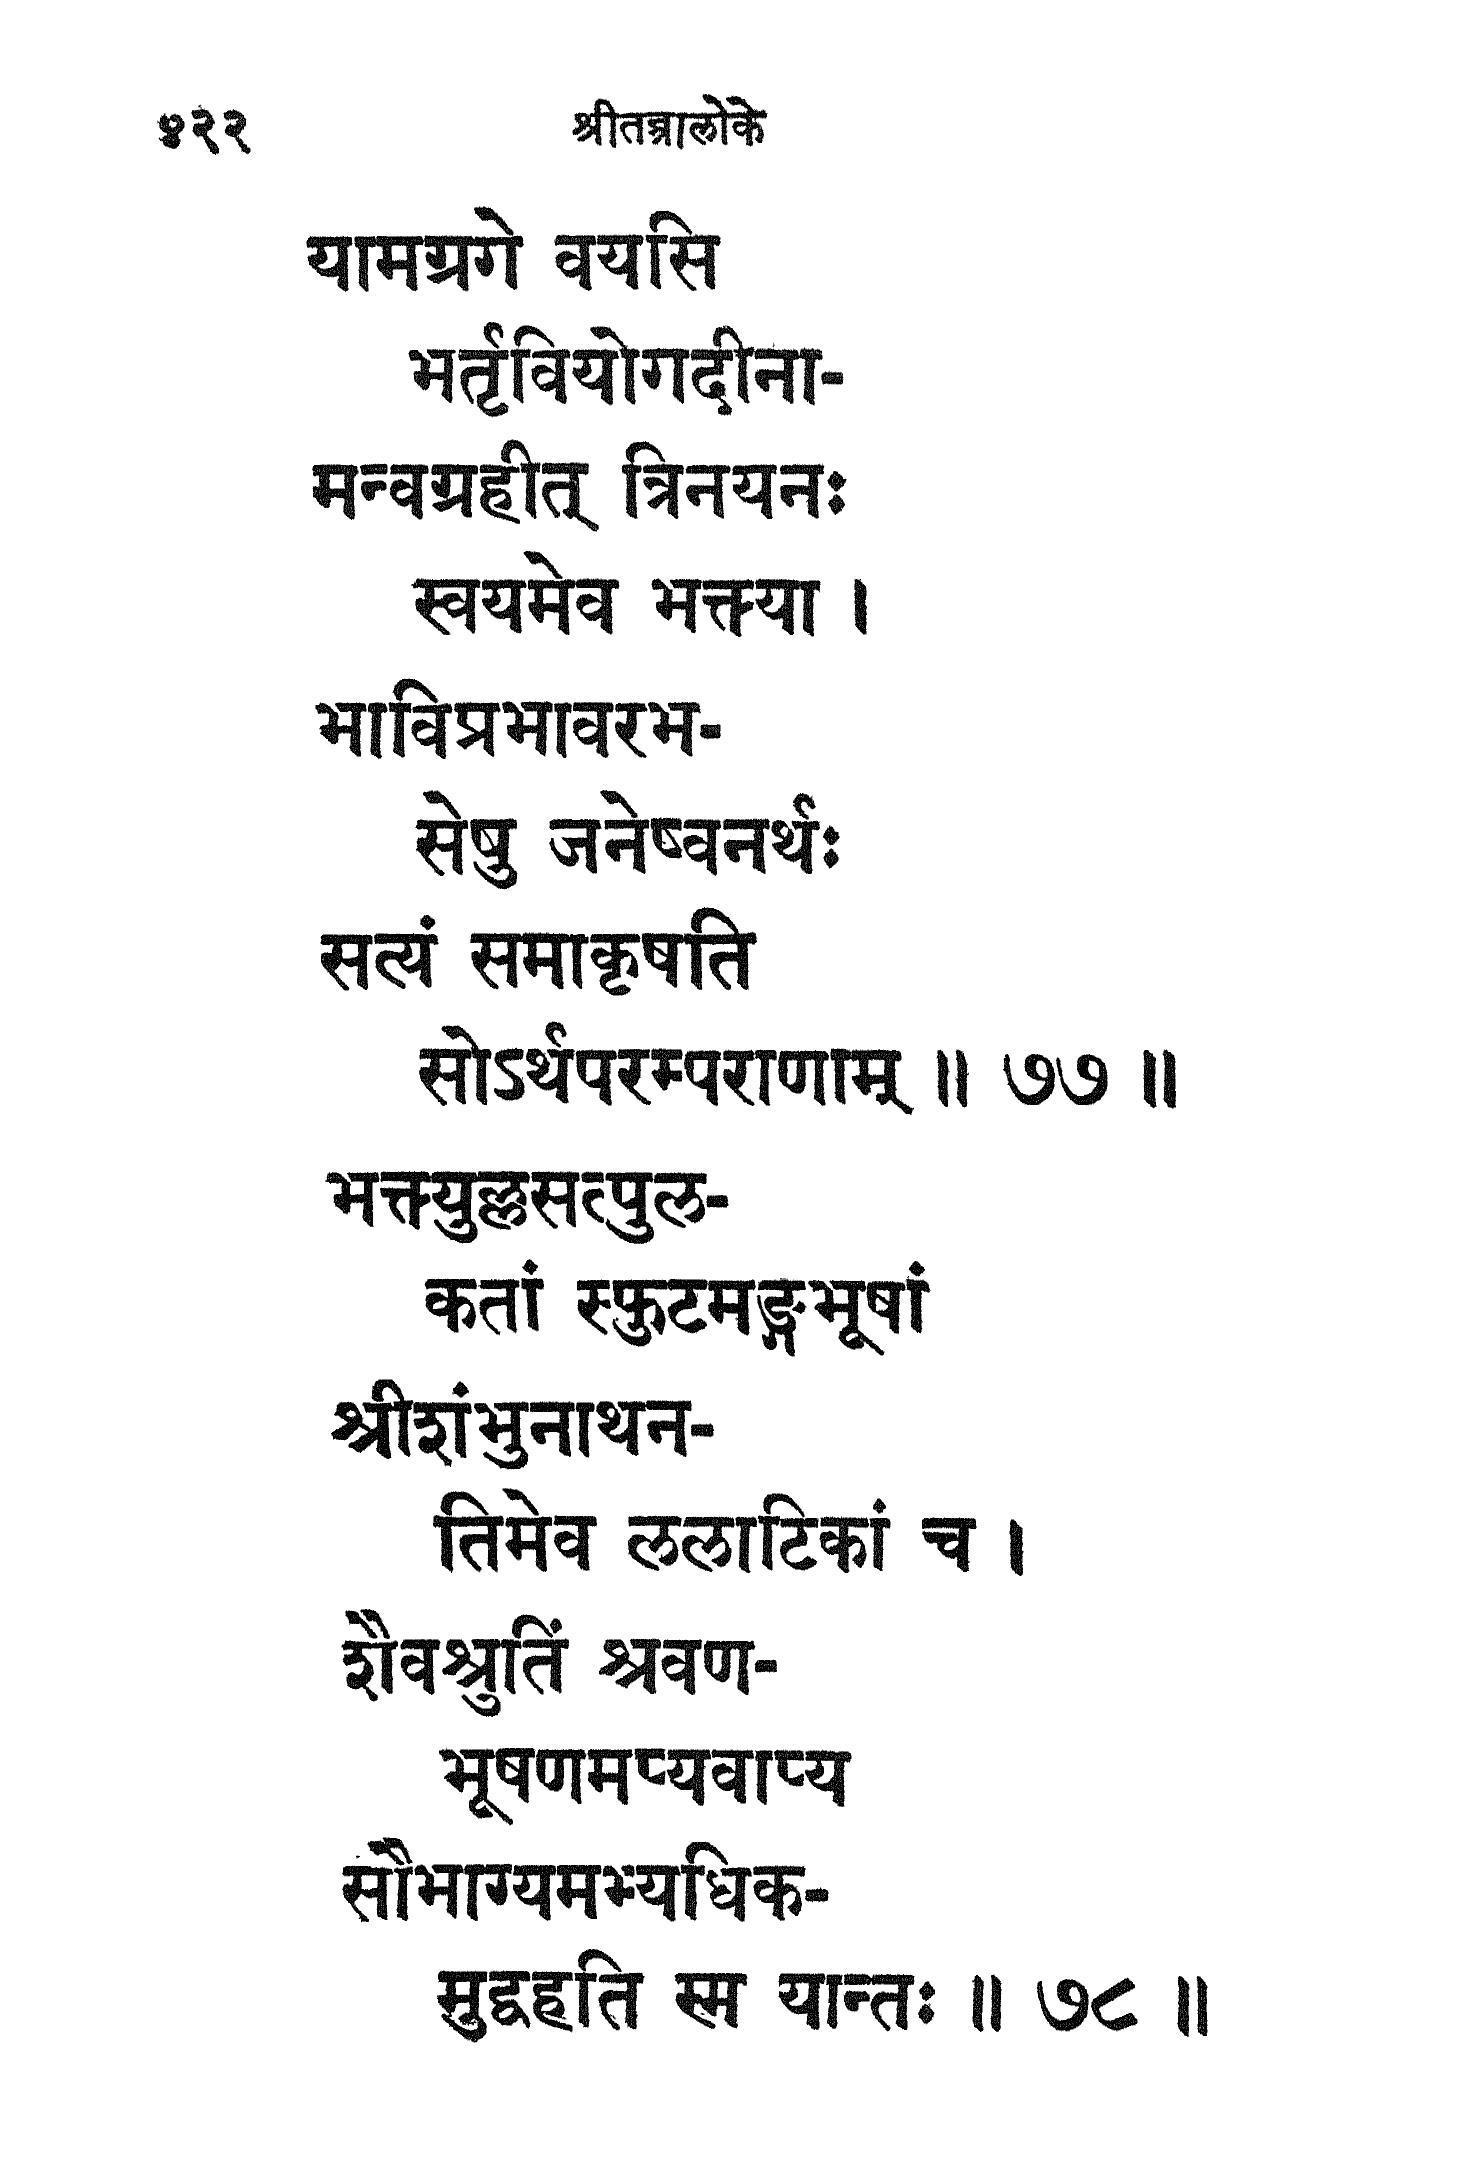 ४२२ श्रीतन्त्रालोके
यामग्रगे वयसि
भर्तृवियोगदीना-
मन्वग्रहीत् त्रिनयनः
स्वयमेव भक्त्या ।
भाविप्रभावरभ-
सेषु जनेष्वनर्थः
सत्यं समाकृषति
सोऽर्थपरम्पराणाम् ॥ ७७ ॥
भक्त्युल्लसत्पुल-
कतां स्फुटमङ्गभूषां
श्रीशंभुनाथन-
तिमेव ललाटिकां च ।
शैवश्रुतिं श्रवण-
भूषणमप्यवाप्य
सौभाग्यमभ्यधिक-
मुद्वहति स्म यान्तः ॥ ७८ ॥